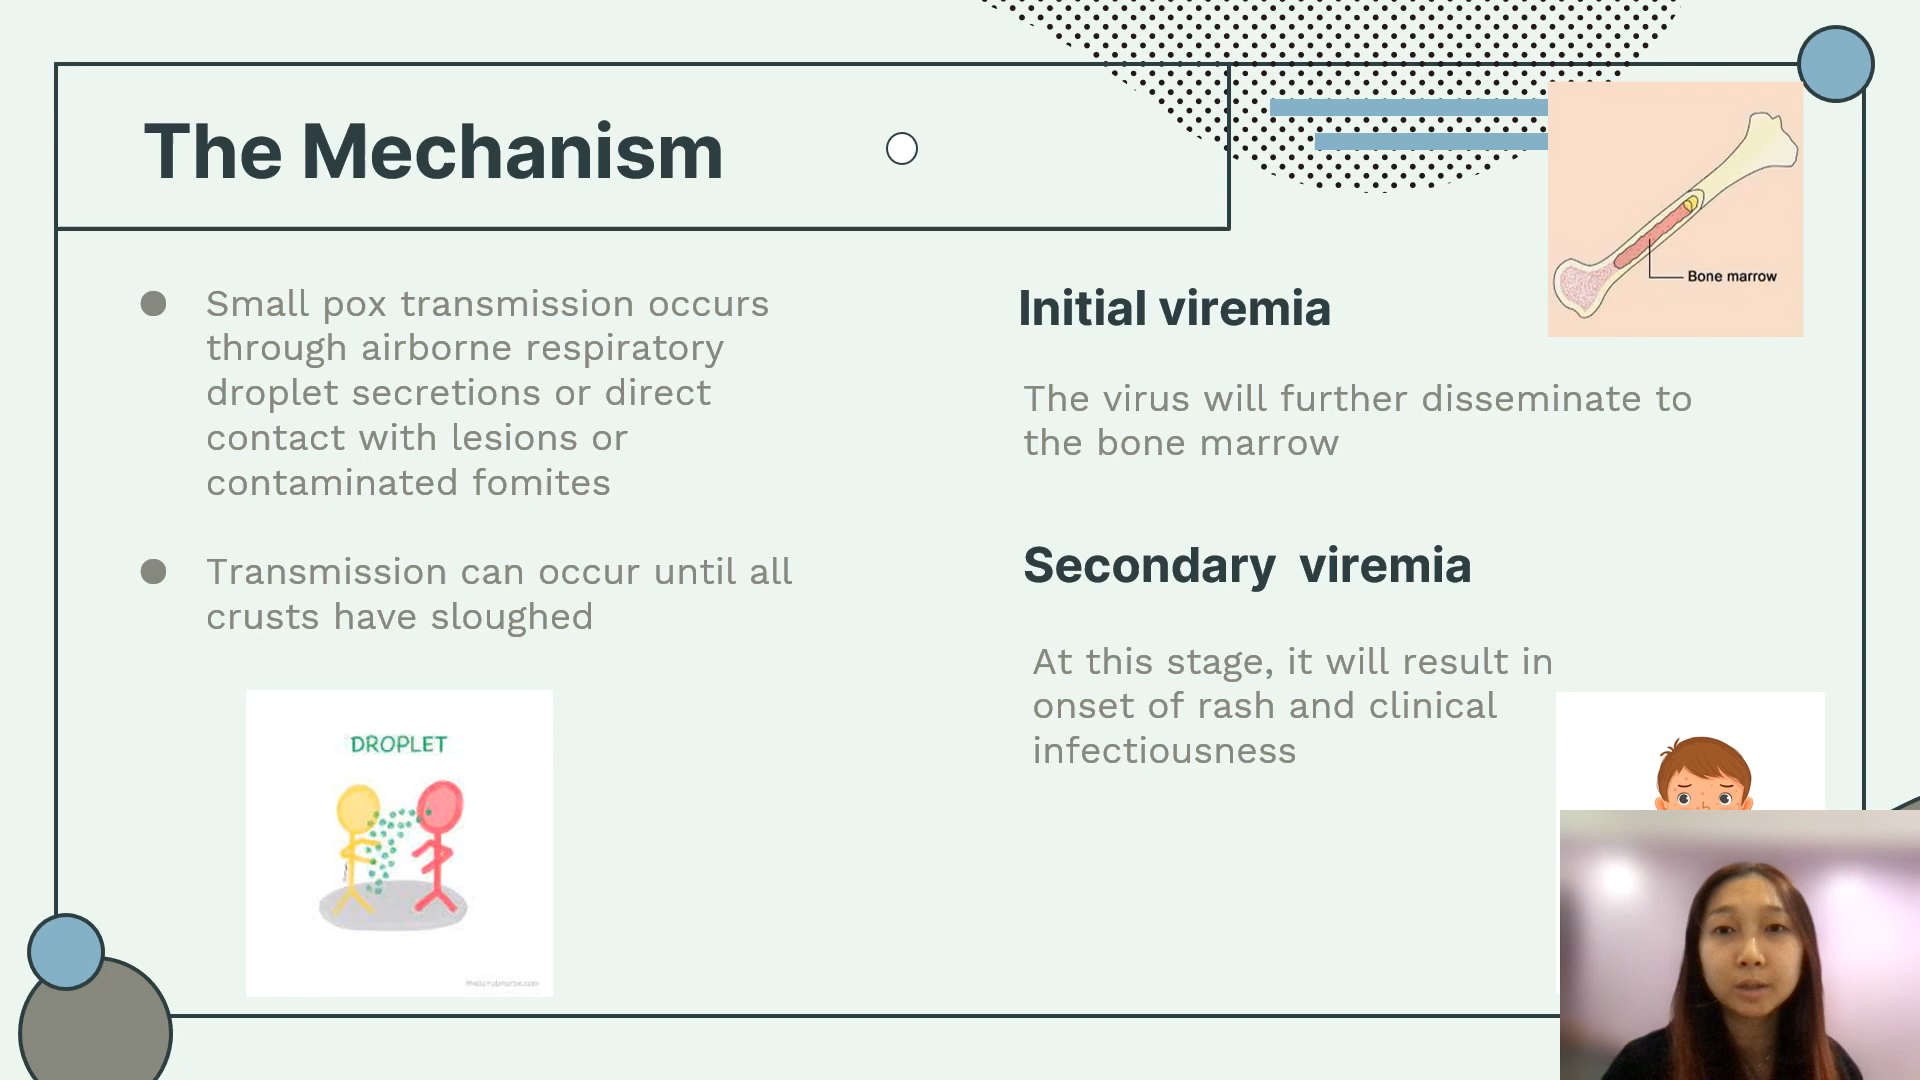 The Mechanism
Small pox transmission occurs
through airborne respiratory
droplet secretions or direct
contact with lesions or
contaminated fomites
Transmission can occur until all
crusts have sloughed
DROPLET
Bone marrow
Initial viremia
The virus will further disseminate to
the bone marrow
Secondary viremia
At this stage, it will result in
onset of rash and clinical
infectiousness